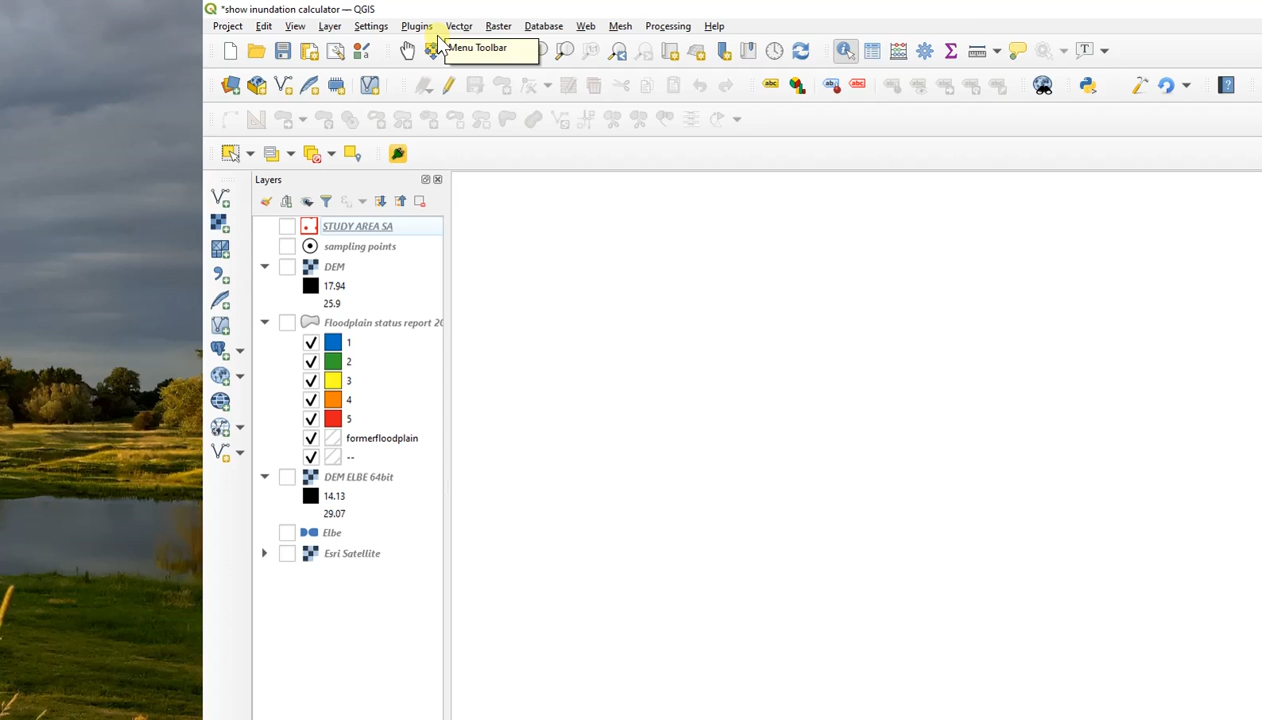 *show inundation calculator — QGIS
Project Edit View Layer Settings Plugins Vector Raster Database Web Mesh Processing Help
Menu Toolbar
abc abc
Layers
STUDY AREA SA
sampling points
DEM
17.94
25.9
Floodplain status report 20
1
2
3
4
5
formerfloodplain
--
DEM ELBE 64bit
14.13
29.07
Elbe
Esri Satellite